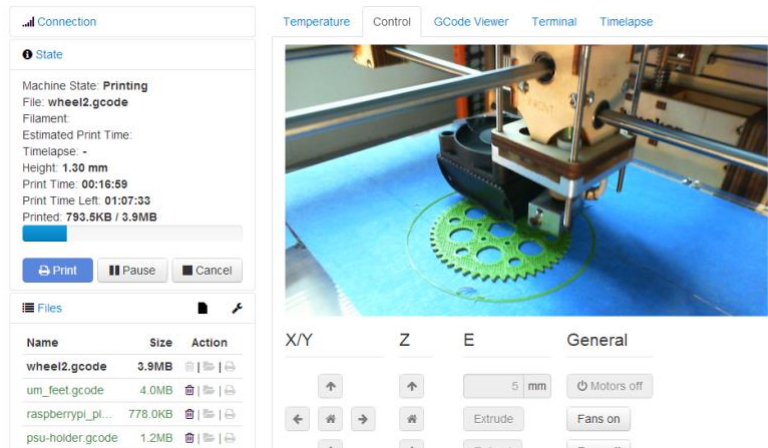 Connection
State
Machine State: Printing
File: wheel2.gcode
Filament:
Estimated Print Time:
Timelapse: -
Height: 1.30 mm
Print Time: 00:16:59
Print Time Left: 01:07:33
Printed: 793.5KB / 3.9MB
Print Pause Cancel
Files
Name Size Action
wheel2.gcode 3.9MB | |
um_feet.gcode 4.0MB | |
raspberrypi_pl... 778.0KB | |
psu-holder.gcode 1.2MB | |
Temperature Control GCode Viewer Terminal Timelapse
X/Y Z E General
5 mm Motors off
Extrude Fans on